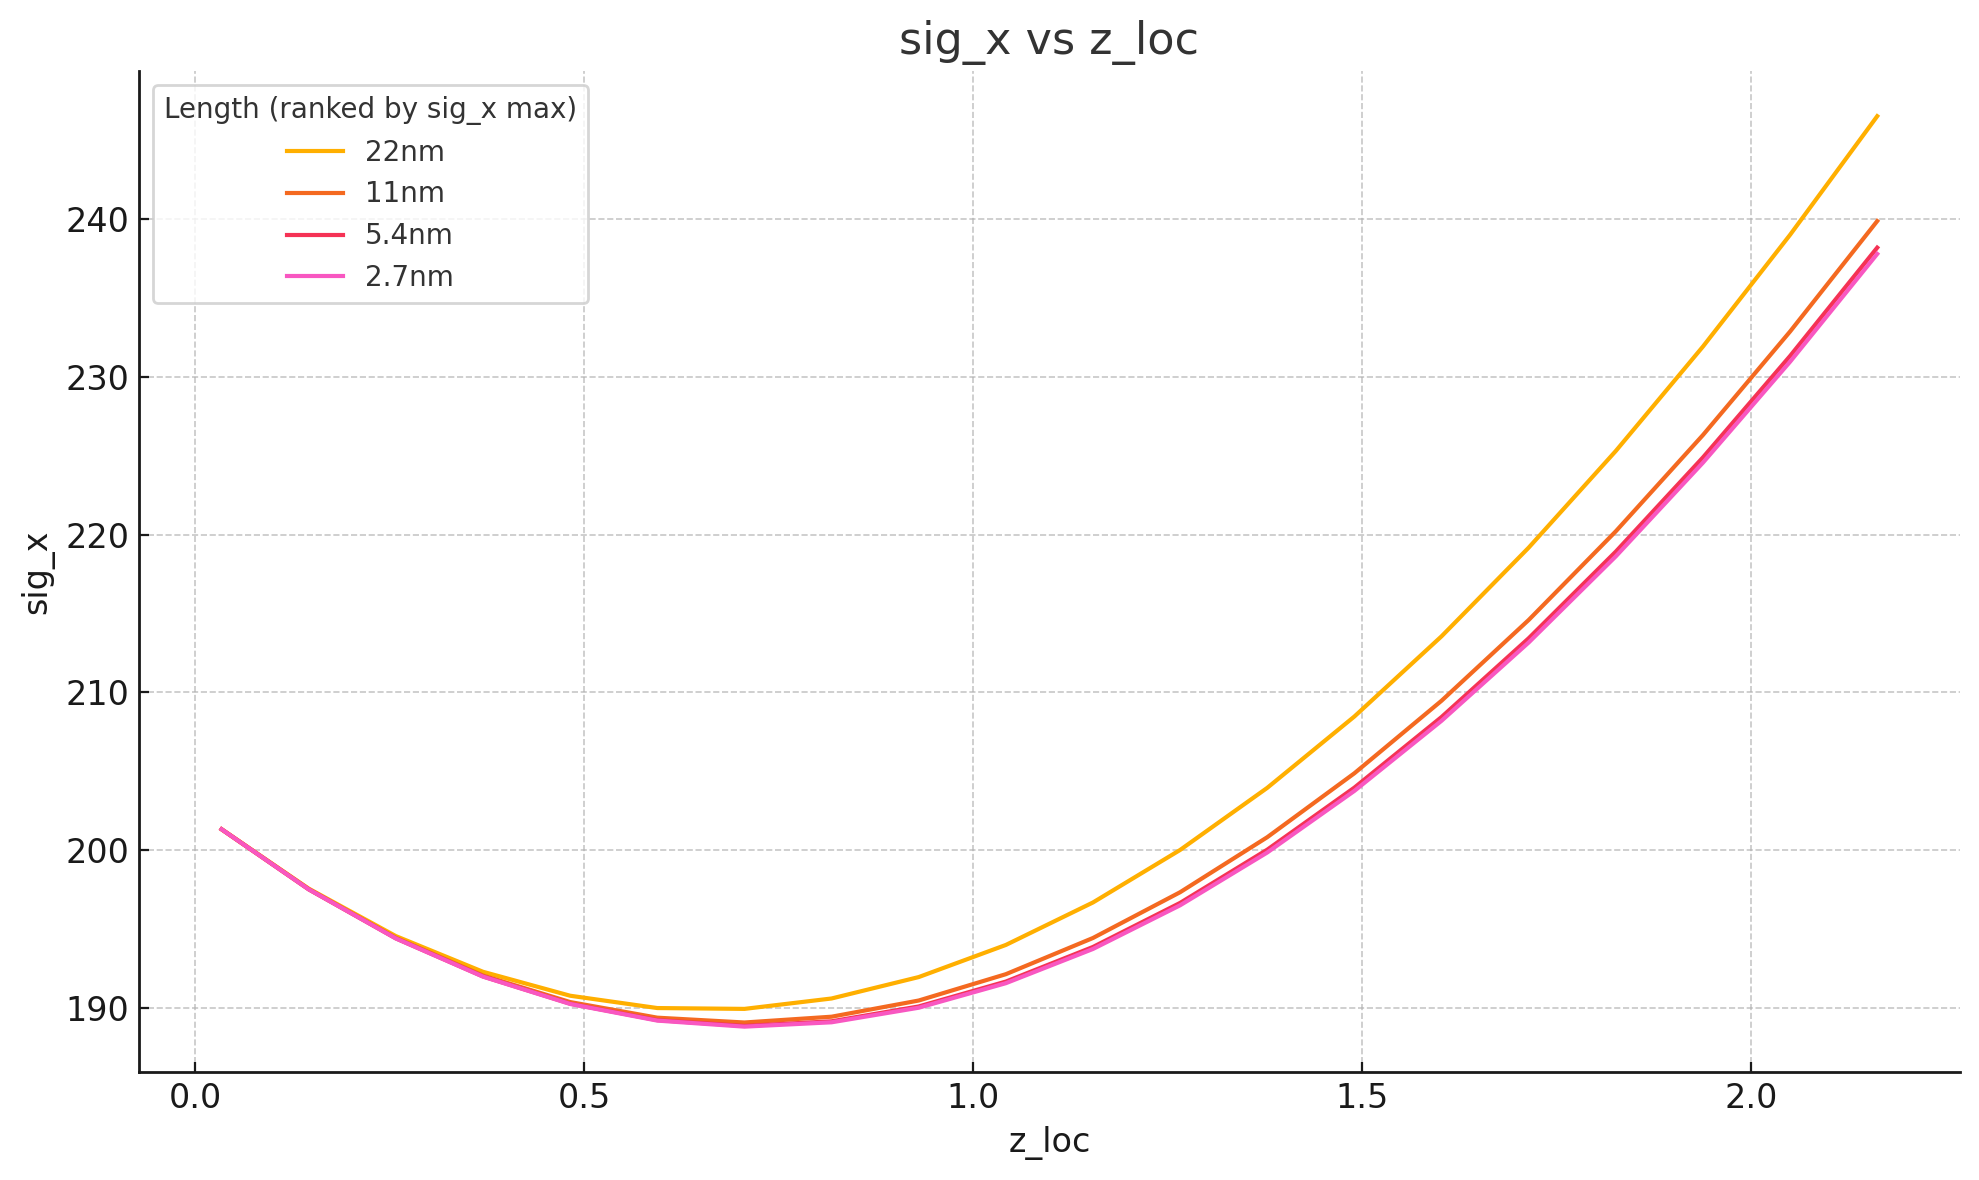 sig_x vs z_loc
Length (ranked by sig_x max)
22nm
11nm
5.4nm
2.7nm
240
230
220
210
200
190
sig_x
0.0 0.5 1.0 1.5 2.0
z_loc